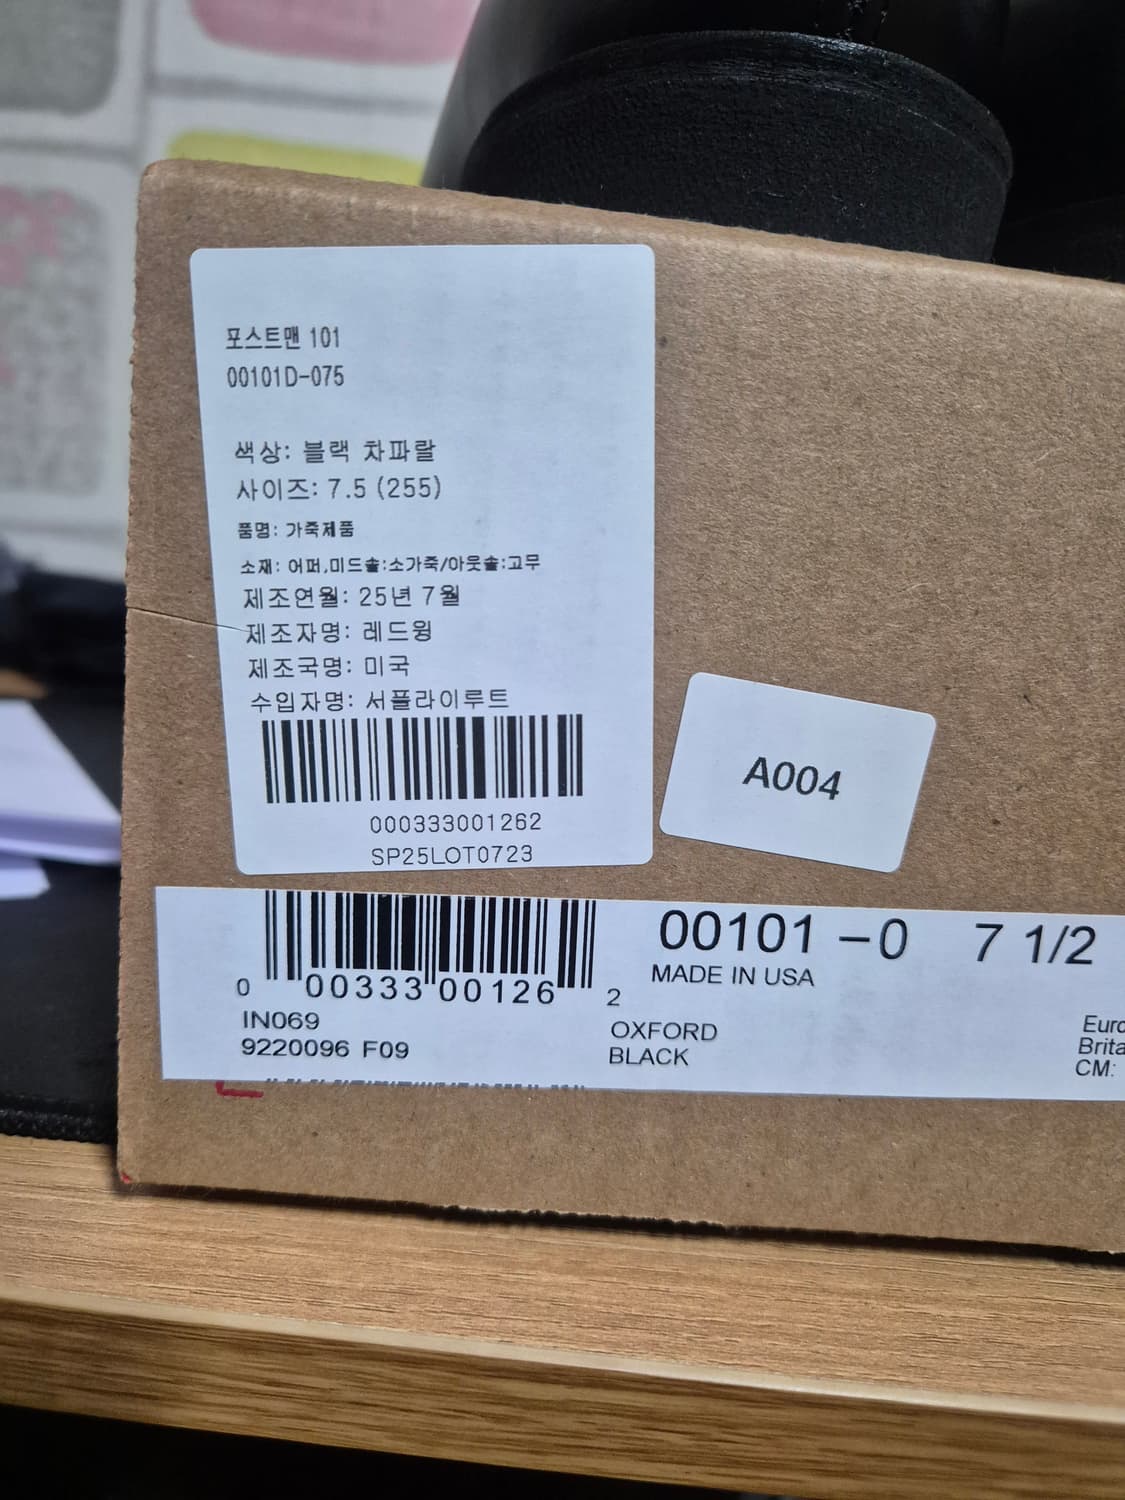 포스트맨 101
00101D-075
색상: 블랙 차파랄
사이즈: 7.5 (255)
품명: 가죽제품
소재: 어퍼,미드솔:소가죽/아웃솔:고무
제조연월: 25년 7월
제조자명: 레드윙
제조국명: 미국
수입자명: 서플라이루트
000333001262
SP25LOT0723
A004
0 00333 00126 2
IN069
9220096 F09
00101 -0 7 1/2
MADE IN USA
OXFORD
BLACK
Euro
Brita
CM: